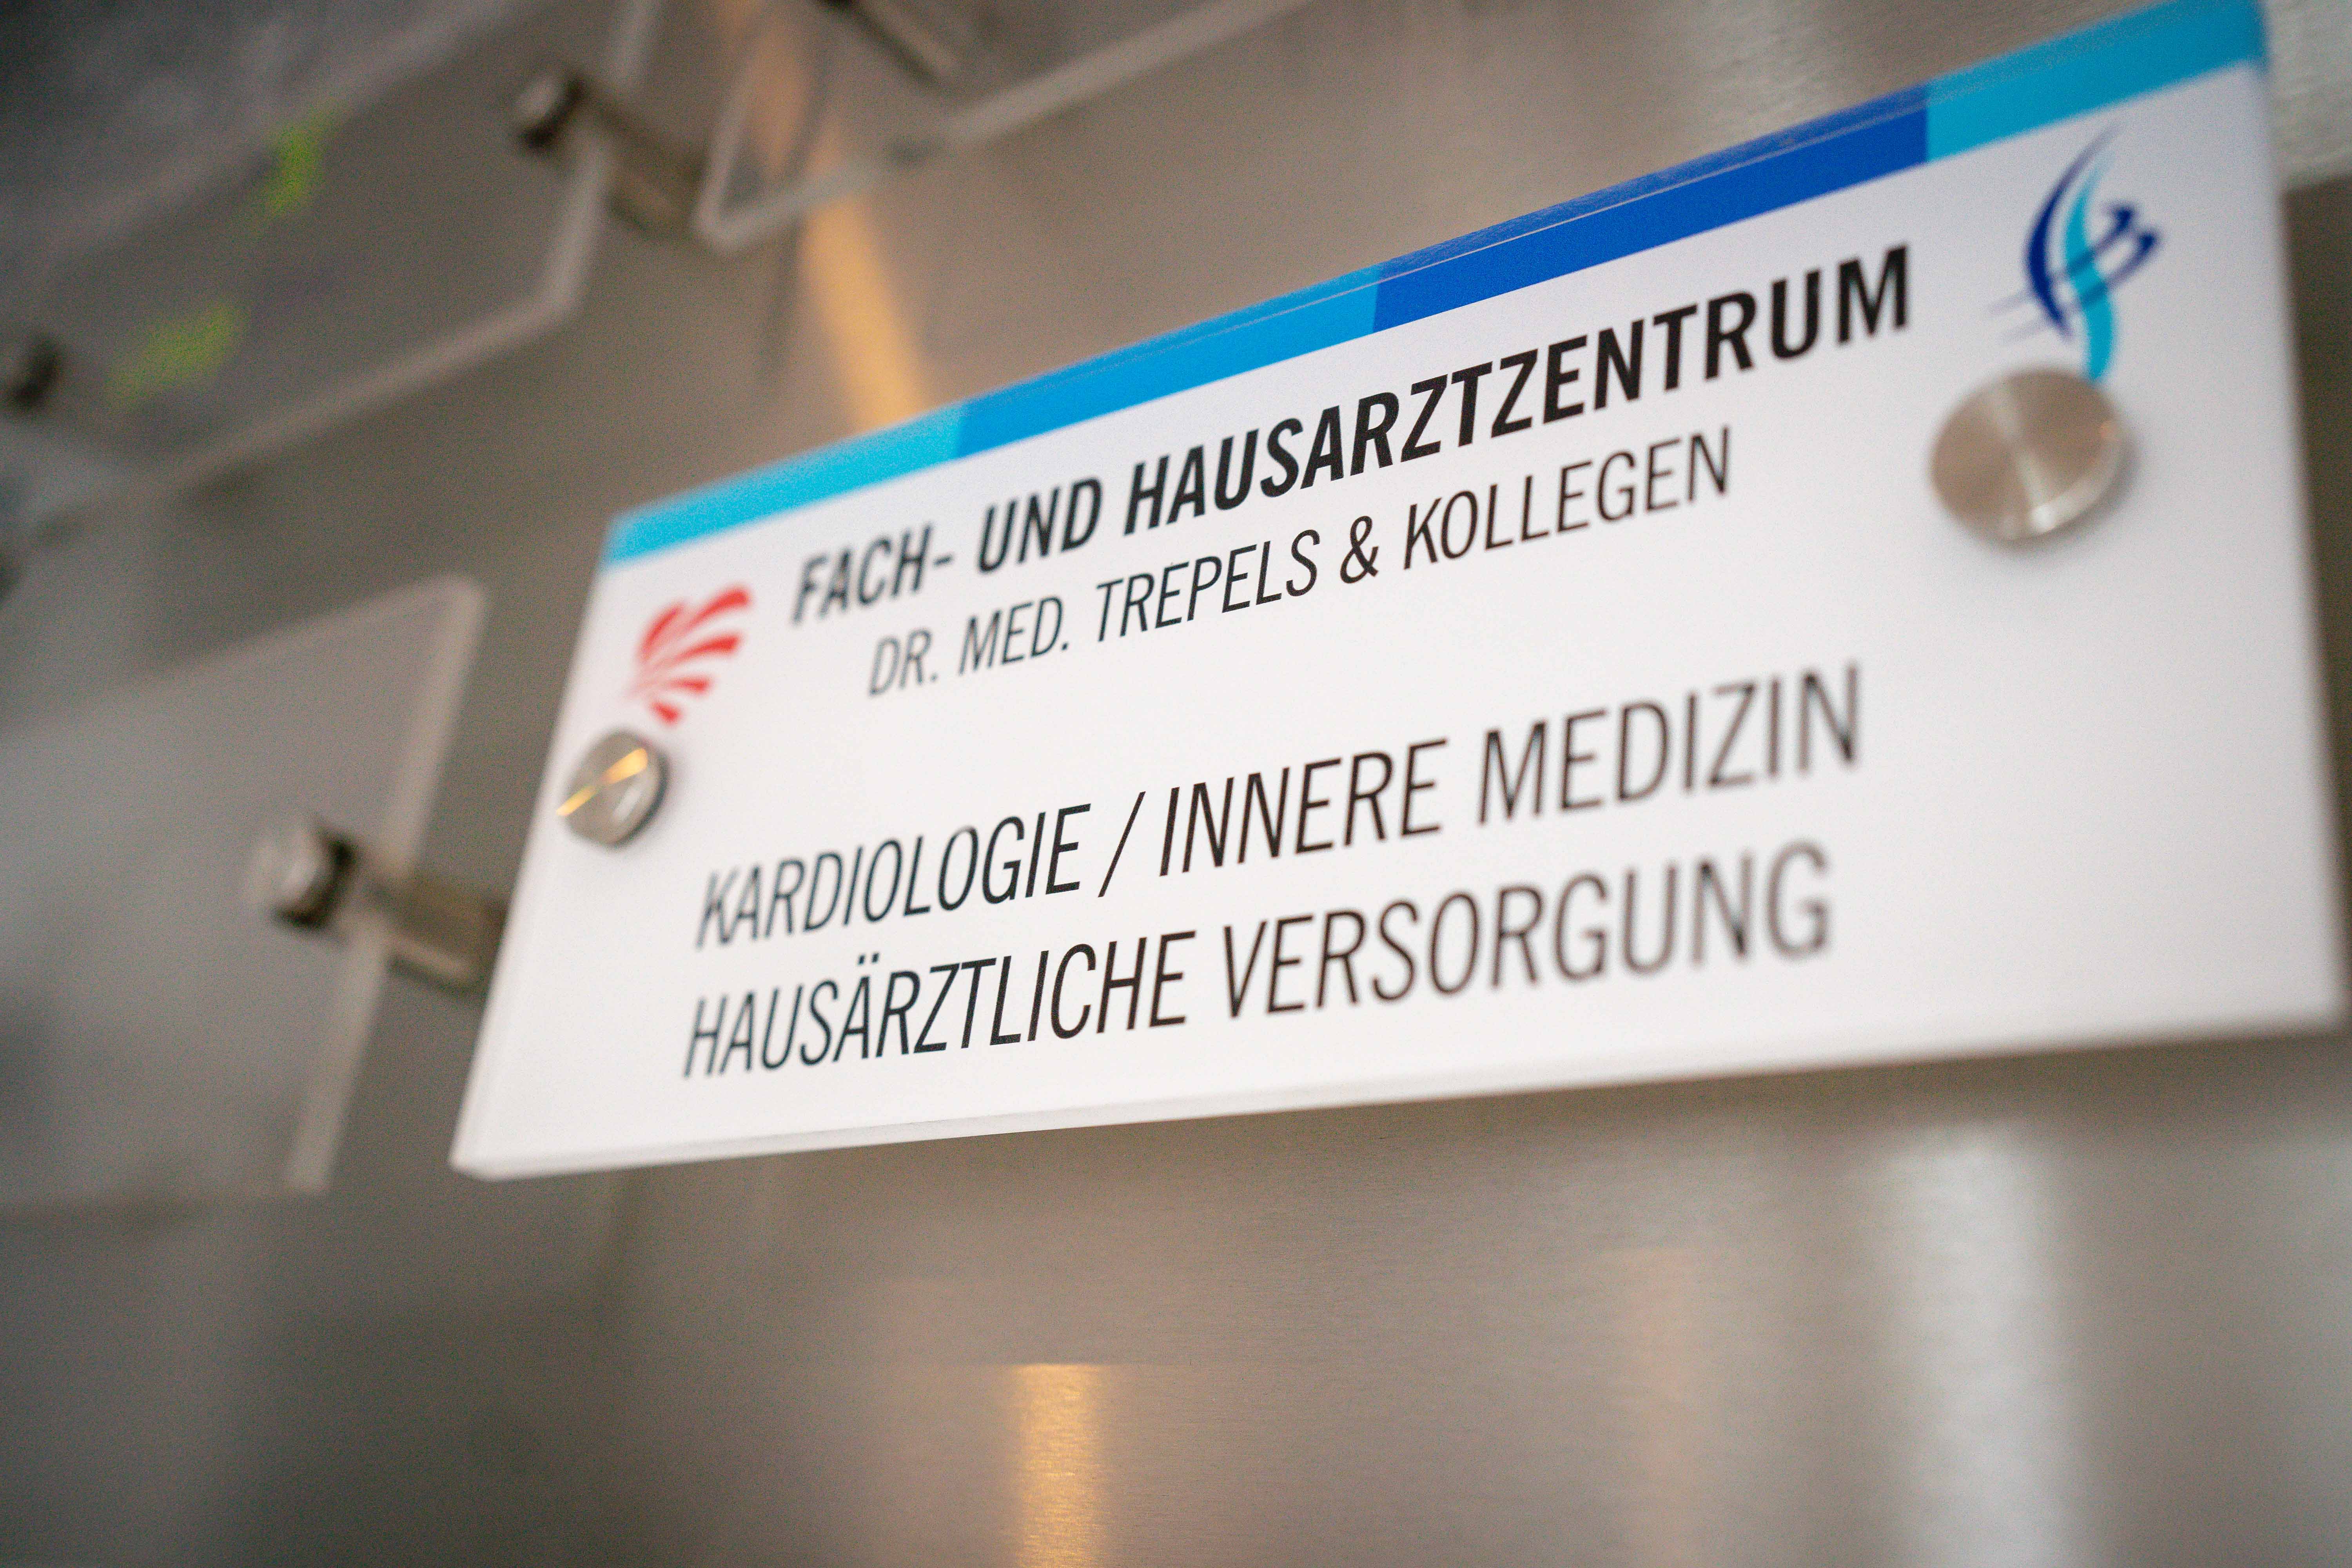 FACH- UND HAUSARZTZENTRUM
DR. MED. TREPELS & KOLLEGEN
KARDIOLOGIE / INNERE MEDIZIN
HAUSÄRZTLICHE VERSORGUNG